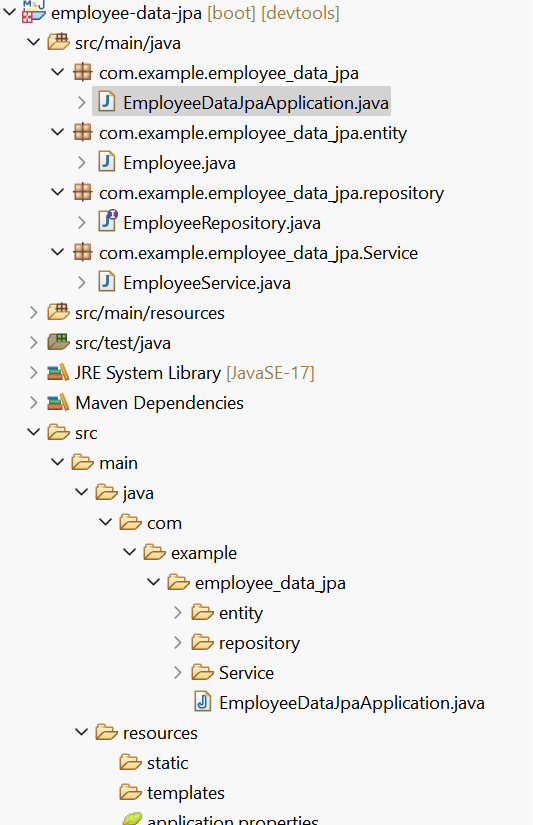 employee-data-jpa [boot] [devtools]
src/main/java
com.example.employee_data_jpa
EmployeeDataJpaApplication.java
com.example.employee_data_jpa.entity
Employee.java
com.example.employee_data_jpa.repository
EmployeeRepository.java
com.example.employee_data_jpa.Service
EmployeeService.java
src/main/resources
src/test/java
JRE System Library [JavaSE-17]
Maven Dependencies
src
main
java
com
example
employee_data_jpa
entity
repository
Service
EmployeeDataJpaApplication.java
resources
static
templates
application.properties